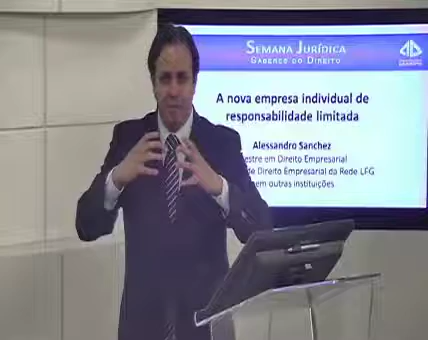 SEMANA JURÍDICA
GABEREC DO DIREITO
A nova empresa individual de
responsabilidade limitada
Alessandro Sanchez
estre em Direito Empresarial
de Direito Empresarial da Rede LFG
em outras instituições